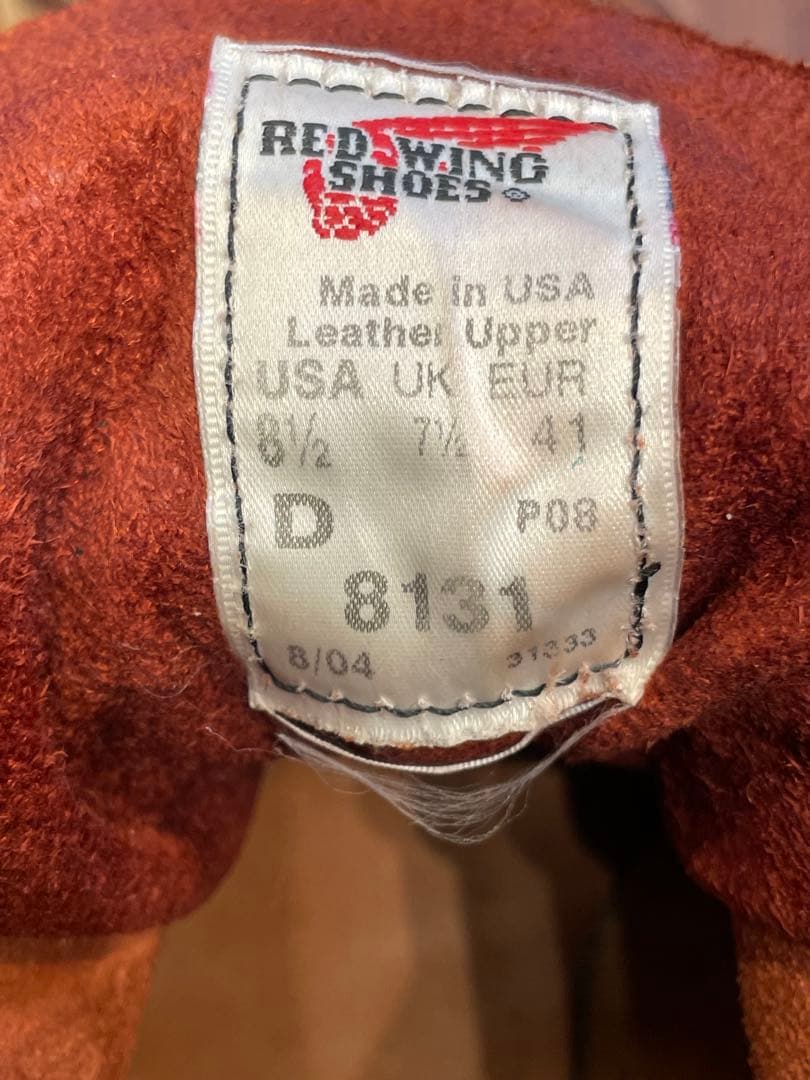 RED WING
SHOES ®
Made in USA
Leather Upper
USA UK EUR
8½ 7½ 41
D P08
8131
8/04 31333